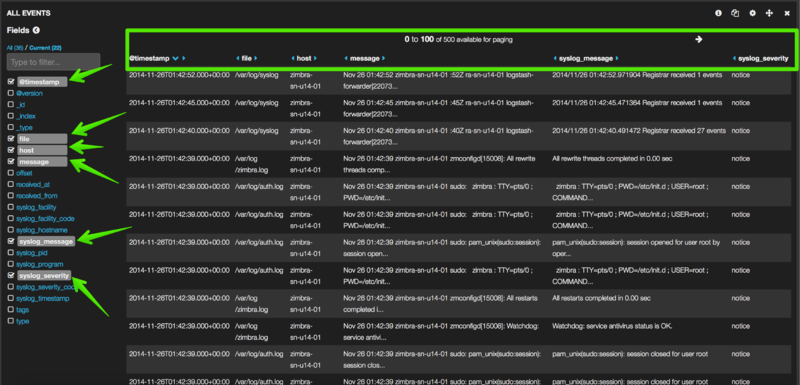 ALL EVENTS
Fields
All (36) / Current (22)
Type to filter...
@timestamp
@version
_id
_index
_type
file
host
message
offset
received_at
received_from
syslog_facility
syslog_facility_code
syslog_hostname
syslog_message
syslog_pid
syslog_program
syslog_severity
syslog_severity_cod
syslog_timestamp
tags
type
0 to 100 of 500 available for paging
@timestamp file host message syslog_message syslog_severity
2014-11-26T01:42:52.000+00:00 /var/log/syslog zimbra- Nov 26 01:42:52 zimbra-sn-u14-01 :52Z ra-sn-u14-01 logstash- 2014/11/26 01:42:52.971904 Registrar received 1 events notice
sn-u14-01 forwarder[22073...
2014-11-26T01:42:45.000+00:00 /var/log/syslog zimbra- Nov 26 01:42:45 zimbra-sn-u14-01 :45Z ra-sn-u14-01 logstash- 2014/11/26 01:42:45.471364 Registrar received 1 events notice
sn-u14-01 forwarder[22073...
2014-11-26T01:42:40.000+00:00 /var/log/syslog zimbra- Nov 26 01:42:40 zimbra-sn-u14-01 :40Z ra-sn-u14-01 logstash- 2014/11/26 01:42:40.491472 Registrar received 27 events notice
sn-u14-01 forwarder[22073...
2014-11-26T01:42:39.000+00:00 /var/log zimbra- Nov 26 01:42:39 zimbra-sn-u14-01 zmconfigd[15008]: All rewrite All rewrite threads completed in 0.00 sec notice
/zimbra.log sn-u14-01 threads comp...
2014-11-26T01:42:39.000+00:00 /var/log/auth.log zimbra- Nov 26 01:42:39 zimbra-sn-u14-01 sudo: zimbra : TTY=pts/0 ; zimbra : TTY=pts/0 ; PWD=/etc/init.d ; USER=root ; notice
sn-u14-01 PWD=/etc/ini... COMMAND...
2014-11-26T01:42:39.000+00:00 /var/log/auth.log zimbra- Nov 26 01:42:39 zimbra-sn-u14-01 sudo: zimbra : TTY=pts/0 ; zimbra : TTY=pts/0 ; PWD=/etc/init.d ; USER=root ; notice
sn-u14-01 PWD=/etc/ini... COMMAND...
2014-11-26T01:42:39.000+00:00 /var/log/auth.log zimbra- Nov 26 01:42:39 zimbra-sn-u14-01 sudo: pam_unix(sudo:session): pam_unix(sudo:session): session opened for user root by notice
sn-u14-01 session open... oper...
2014-11-26T01:42:39.000+00:00 /var/log/auth.log zimbra- Nov 26 01:42:39 zimbra-sn-u14-01 sudo: zimbra : TTY=pts/0 ; zimbra : TTY=pts/0 ; PWD=/etc/init.d ; USER=root ; notice
sn-u14-01 PWD=/etc/ini... COMMAND...
2014-11-26T01:42:39.000+00:00 /var/log zimbra- Nov 26 01:42:39 zimbra-sn-u14-01 zmconfigd[15008]: All restarts All restarts completed in 0.00 sec notice
/zimbra.log sn-u14-01 completed i...
2014-11-26T01:42:39.000+00:00 /var/log zimbra- Nov 26 01:42:39 zimbra-sn-u14-01 zmconfigd[15008]: Watchdog: Watchdog: service antivirus status is OK. notice
/zimbra.log sn-u14-01 service antivi...
2014-11-26T01:42:39.000+00:00 /var/log/auth.log zimbra- Nov 26 01:42:39 zimbra-sn-u14-01 sudo: pam_unix(sudo:session): pam_unix(sudo:session): session closed for user root notice
sn-u14-01 session clos...
2014-11-26T01:42:39.000+00:00 /var/log/auth.log zimbra- Nov 26 01:42:39 zimbra-sn-u14-01 sudo: pam_unix(sudo:session): pam_unix(sudo:session): session closed for user root notice